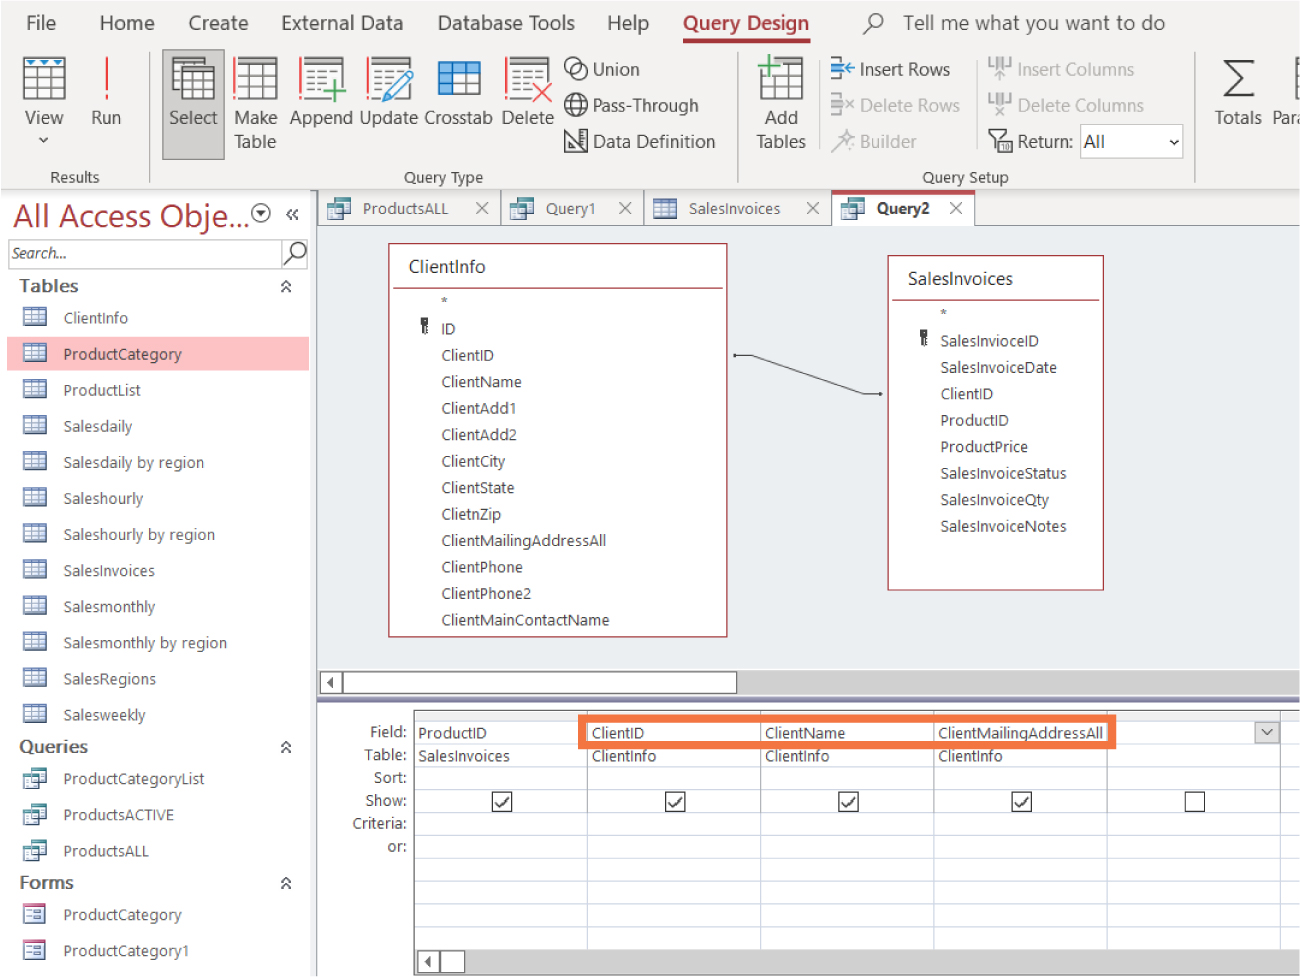 File Home Create External Data Database Tools Help Query Design Tell me what you want to do
View Run Select Make Table Append Update Crosstab Delete Union Pass-Through Data Definition
Add Tables Insert Rows Delete Rows Builder Insert Columns Delete Columns Return: All Totals Para
Results Query Type Query Setup
All Access Obje...
ProductsALL Query1 SalesInvoices Query2
Search...
Tables
ClientInfo
ProductCategory
ProductList
Salesdaily
Salesdaily by region
Saleshourly
Saleshourly by region
SalesInvoices
Salesmonthly
Salesmonthly by region
SalesRegions
Salesweekly
Queries
ProductCategoryList
ProductsACTIVE
ProductsALL
Forms
ProductCategory
ProductCategory1
ClientInfo
*
ID
ClientID
ClientName
ClientAdd1
ClientAdd2
ClientCity
ClientState
ClietnZip
ClientMailingAddressAll
ClientPhone
ClientPhone2
ClientMainContactName
SalesInvoices
*
SalesInvioceID
SalesInvoiceDate
ClientID
ProductID
ProductPrice
SalesInvoiceStatus
SalesInvoiceQty
SalesInvoiceNotes
Field: ProductID ClientID ClientName ClientMailingAddressAll
Table: SalesInvoices ClientInfo ClientInfo ClientInfo
Sort:
Show:
Criteria:
or: